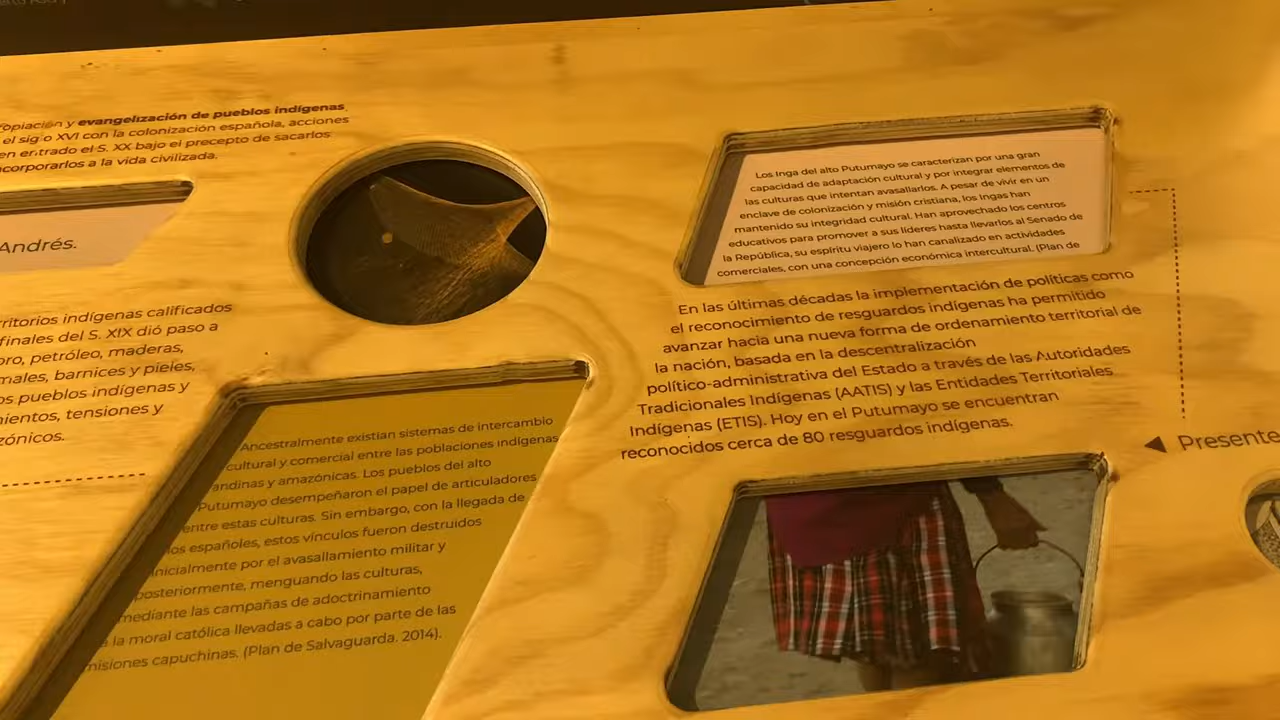 opiación y evangelización de pueblos indígenas,
el siglo XVI con la colonización española, acciones
en entrado el S. XX bajo el precepto de sacarlos
ncorporarlos a la vida civilizada.
Andrés.
rritorios indígenas calificados
finales del S. XIX dió paso a
oro, petróleo, maderas,
males, barnices y pieles,
os pueblos indígenas y
mientos, tensiones y
zónicos.
Ancestralmente existían sistemas de intercambio
cultural y comercial entre las poblaciones indígenas
andinas y amazónicas. Los pueblos del alto
Putumayo desempeñaron el papel de articuladores
entre estas culturas. Sin embargo, con la llegada de
los españoles, estos vínculos fueron destruidos
inicialmente por el avasallamiento militar y
posteriormente, menguando las culturas,
mediante las campañas de adoctrinamiento
la moral católica llevadas a cabo por parte de las
misiones capuchinas. (Plan de Salvaguarda. 2014).
Los Inga del alto Putumayo se caracterizan por una gran
capacidad de adaptación cultural y por integrar elementos de
las culturas que intentan avasallarlos. A pesar de vivir en un
enclave de colonización y misión cristiana, los Ingas han
mantenido su integridad cultural. Han aprovechado los centros
educativos para promover a sus líderes hasta llevarlos al Senado de
la República, su espíritu viajero lo han canalizado en actividades
comerciales, con una concepción económica intercultural. (Plan de
En las últimas décadas la implementación de políticas como
el reconocimiento de resguardos indígenas ha permitido
avanzar hacia una nueva forma de ordenamiento territorial de
la nación, basada en la descentralización
político-administrativa del Estado a través de las Autoridades
Tradicionales Indígenas (AATIS) y las Entidades Territoriales
Indígenas (ETIS). Hoy en el Putumayo se encuentran
reconocidos cerca de 80 resguardos indígenas.
Presente